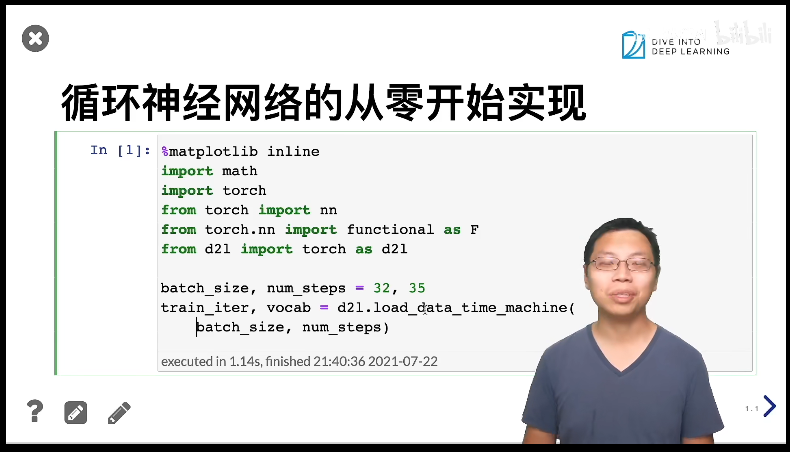 bilibili
DIVE INTO
DEEP LEARNING
循环神经网络的从零开始实现
In [1]:
%matplotlib inline
import math
import torch
from torch import nn
from torch.nn import functional as F
from d2l import torch as d2l
batch_size, num_steps = 32, 35
train_iter, vocab = d2l.load_data_time_machine(
batch_size, num_steps)
executed in 1.14s, finished 21:40:36 2021-07-22
?
1.1